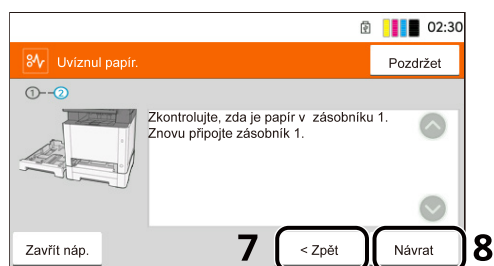 02:30
Uvíznul papír.
Pozdržet
1 2
Zkontrolujte, zda je papír v zásobníku 1.
Znovu připojte zásobník 1.
Zavřít náp.
7
< Zpět
Návrat
8